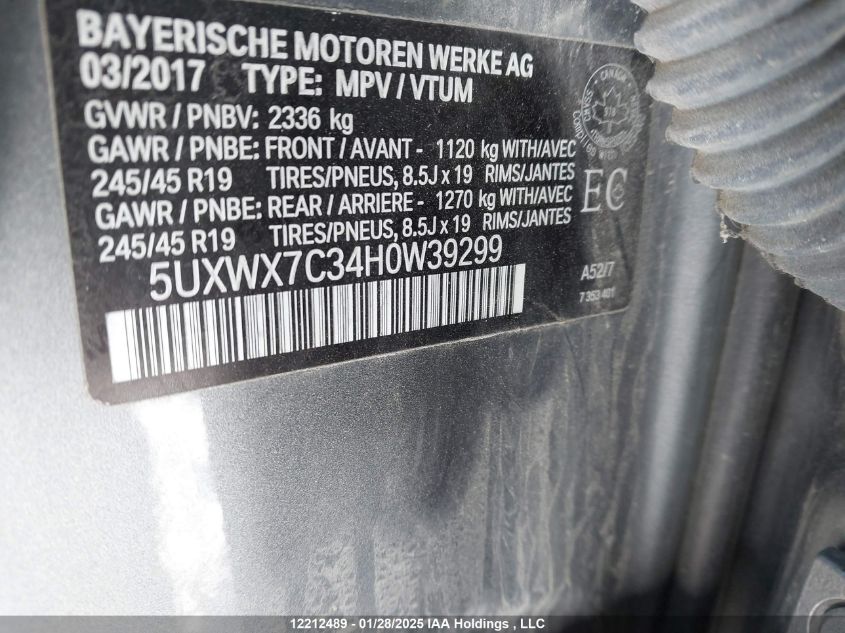 BAYERISCHE MOTOREN WERKE AG
03/2017 TYPE: MPV / VTUM
GVWR / PNBV: 2336 kg
GAWR / PNBE: FRONT / AVANT - 1120 kg WITH/AVEC
245/45 R19 TIRES/PNEUS, 8.5J x 19 RIMS/JANTES
GAWR / PNBE: REAR / ARRIERE - 1270 kg WITH/AVEC
245/45 R19 TIRES/PNEUS, 8.5J x 19 RIMS/JANTES
EC
5UXWX7C34H0W39299
A52/7
7 353 401
CANADA
12212489 - 01/28/2025 IAA Holdings , LLC